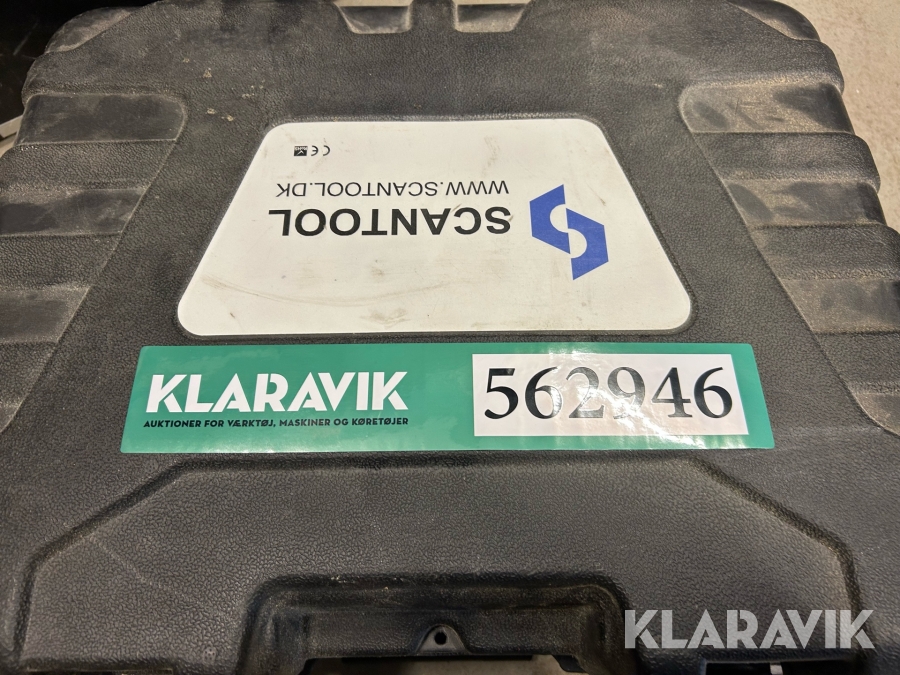 SCANTOOL
WWW.SCANTOOL.DK
CE
KLARAVIK
AUKTIONER FOR VÆRKTØJ, MASKINER OG KØRETØJER
562946
KLARAVIK